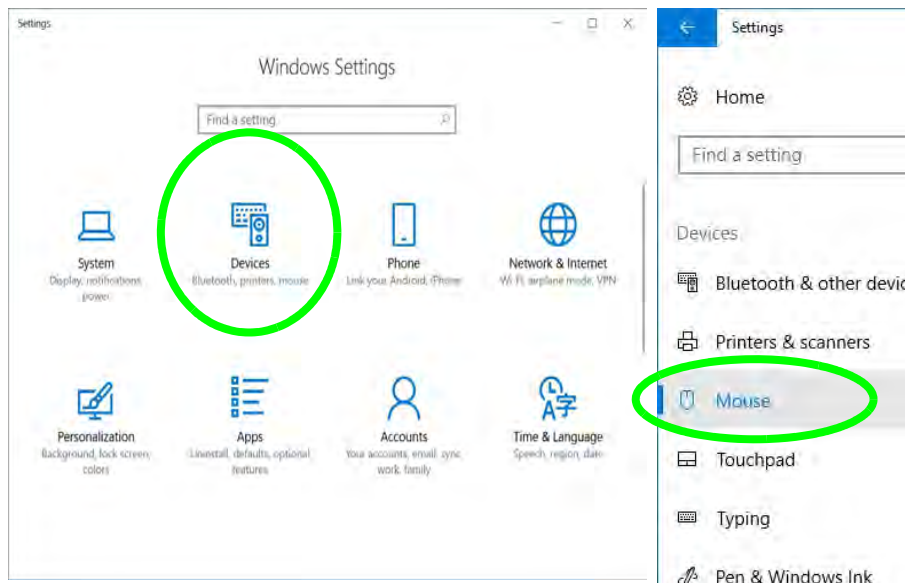 Settings
Windows Settings
Find a setting
System
Display, notifications,
power
Devices
Bluetooth, printers, mouse
Phone
Link your Android, iPhone
Network & Internet
Wi-Fi, airplane mode, VPN
Personalization
Background, lock screen,
colors
Apps
Uninstall, defaults, optional
features
Accounts
Your accounts, email, sync,
work, family
A字
Time & Language
Speech, region, date
Settings
Home
Find a setting
Devices
Bluetooth & other devic
Printers & scanners
Mouse
Touchpad
Typing
Pen & Windows Ink